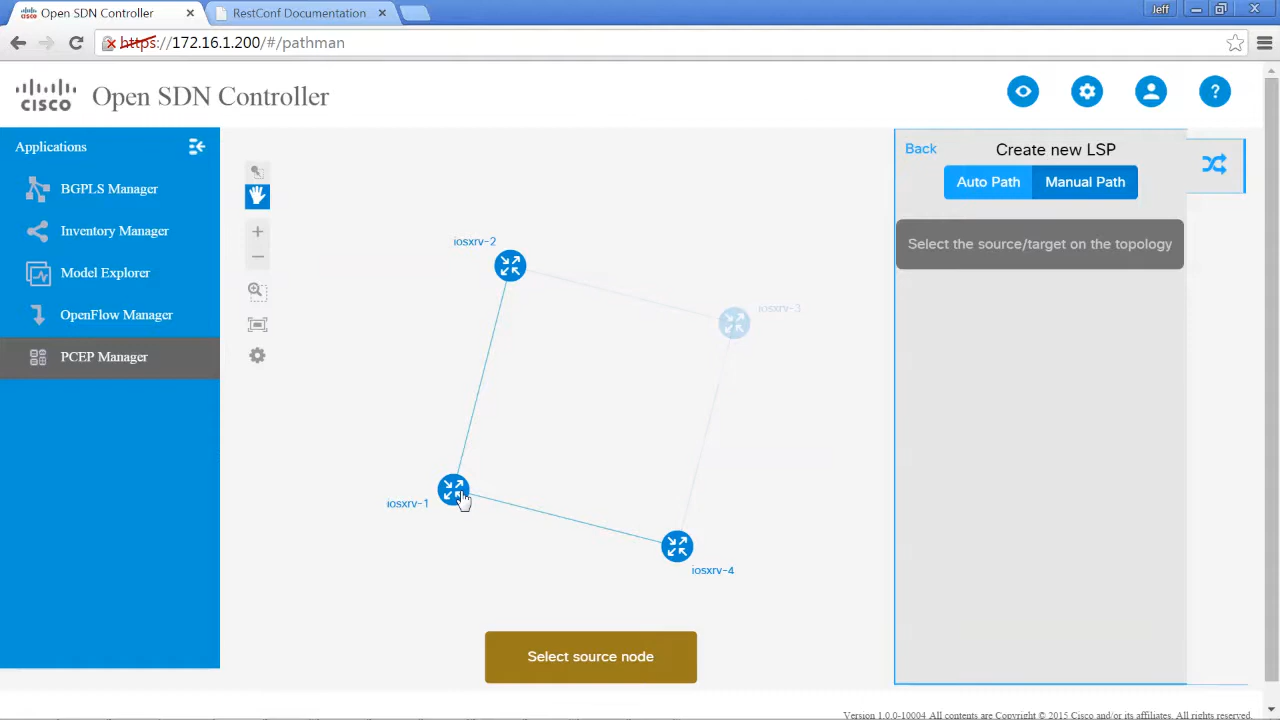 Open SDN Controller
RestConf Documentation
Jeff
https://172.16.1.200/#/pathman
CISCO
Open SDN Controller
?
Applications
BGPLS Manager
Inventory Manager
Model Explorer
OpenFlow Manager
PCEP Manager
iosxrv-2
iosxrv-3
iosxrv-1
iosxrv-4
Select source node
Back
Create new LSP
Auto Path
Manual Path
Select the source/target on the topology
Version 1.0.0-10004 All contents are Copyright © 2015 Cisco and/or its affiliates. All rights reserved.